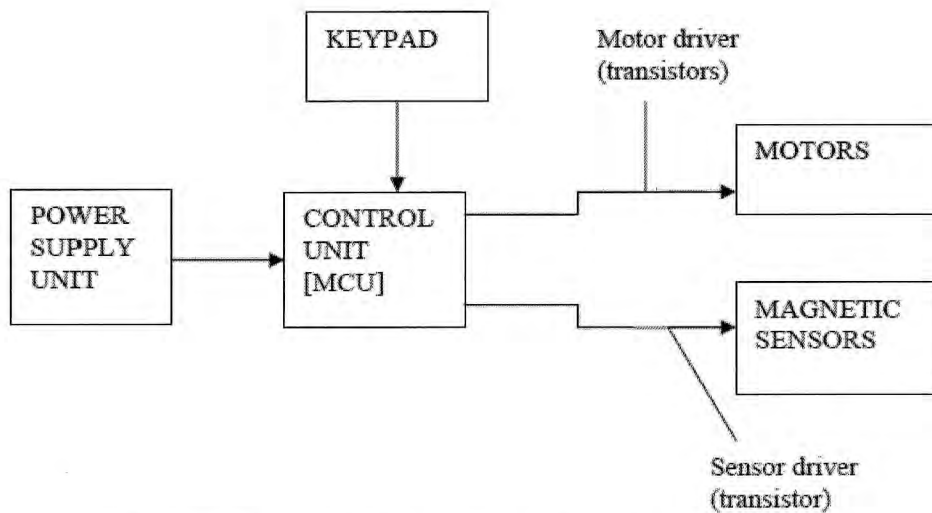 KEYPAD
Motor driver
(transistors)
MOTORS
POWER
SUPPLY
UNIT
CONTROL
UNIT
[MCU]
MAGNETIC
SENSORS
Sensor driver
(transistor)